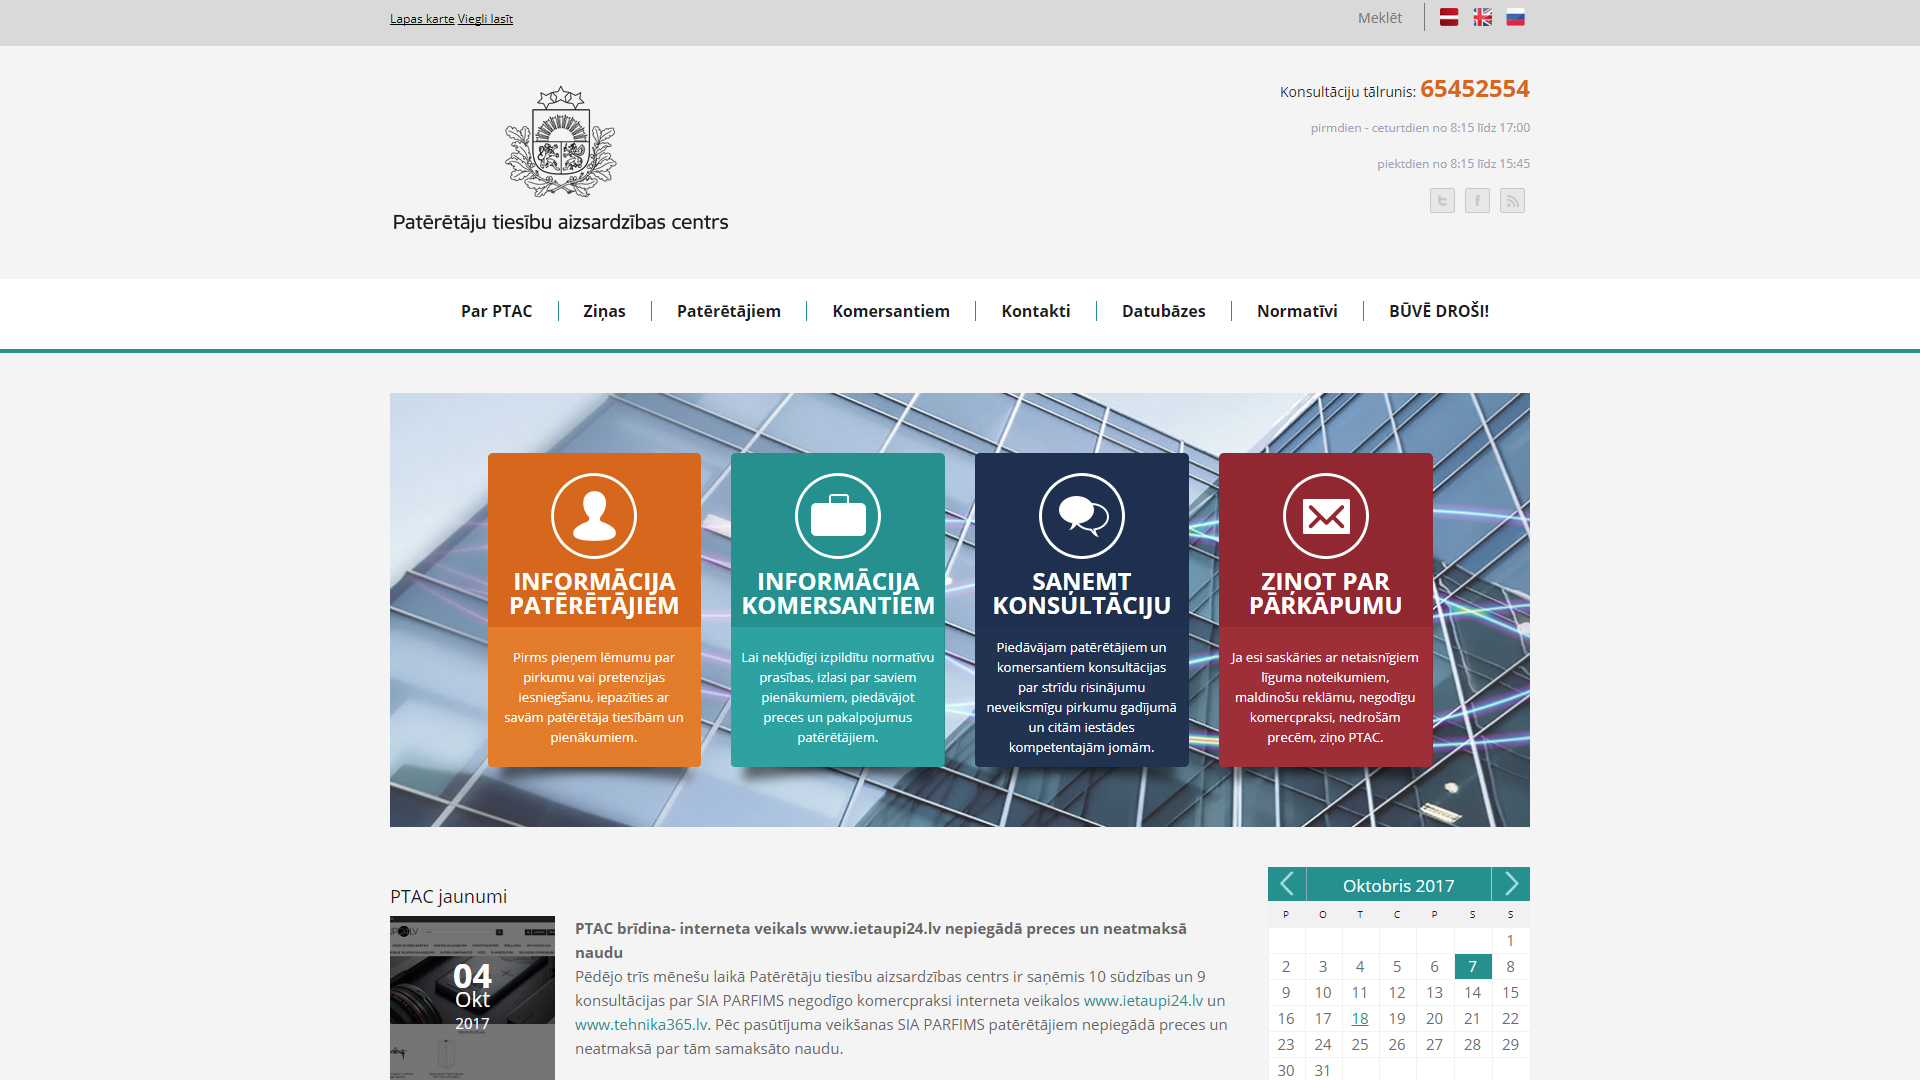 Lapas karte Viegli lasīt
Meklēt
Konsultāciju tālrunis: 65452554
pirmdien - ceturtdien no 8:15 līdz 17:00
piektdien no 8:15 līdz 15:45
Patērētāju tiesību aizsardzības centrs
Par PTAC
Ziņas
Patērētājiem
Komersantiem
Kontakti
Datubāzes
Normatīvi
BŪVĒ DROŠI!
INFORMĀCIJA
PATĒRĒTĀJIEM
Pirms pieņem lēmumu par
pirkumu vai pretenzijas
iesniegšanu, iepazīties ar
savām patērētāja tiesībām un
pienākumiem.
INFORMĀCIJA
KOMERSANTIEM
Lai nekļūdīgi izpildītu normatīvu
prasības, izlasi par saviem
pienākumiem, piedāvājot
preces un pakalpojumus
patērētājiem.
SAŅEMT
KONSULTĀCIJU
Piedāvājam patērētājiem un
komersantiem konsultācijas
par strīdu risinājumu
neveiksmīgu pirkumu gadījumā
un citām iestādes
kompetentajām jomām.
ZIŅOT PAR
PĀRKĀPUMU
Ja esi saskāries ar netaisnīgiem
līguma noteikumiem,
maldinošu reklāmu, negodīgu
komercpraksi, nedrošām
precēm, ziņo PTAC.
PTAC jaunumi
04
Okt
2017
PTAC brīdina- interneta veikals www.ietaupi24.lv nepiegādā preces un neatmaksā
naudu
Pēdējo trīs mēnešu laikā Patērētāju tiesību aizsardzības centrs ir saņēmis 10 sūdzības un 9
konsultācijas par SIA PARFIMS negodīgo komercpraksi interneta veikalos www.ietaupi24.lv un
www.tehnika365.lv. Pēc pasūtījuma veikšanas SIA PARFIMS patērētājiem nepiegādā preces un
neatmaksā par tām samaksāto naudu.
Oktobris 2017
P O T C P S S
1
2 3 4 5 6 7 8
9 10 11 12 13 14 15
16 17 18 19 20 21 22
23 24 25 26 27 28 29
30 31